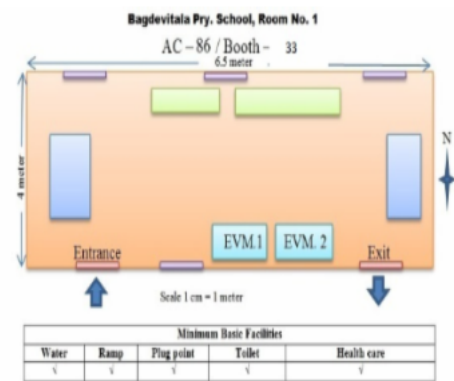 Bagdevitala Pry. School, Room No. 1
AC – 86 / Booth – 33
6.5 meter
4 meter
N
EVM.1 EVM. 2
Entrance Exit
Scale 1 cm = 1 meter
Minimum Basic Facilities
Water Ramp Plug point Toilet Health care
√ √ √ √ √